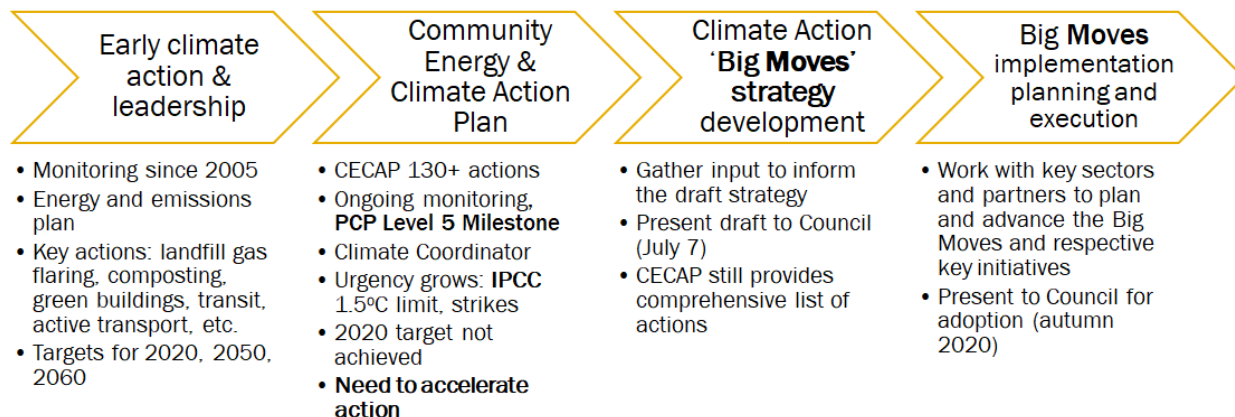 Early climate
action &
leadership
• Monitoring since 2005
• Energy and emissions
plan
• Key actions: landfill gas
flaring, composting,
green buildings, transit,
active transport, etc.
• Targets for 2020, 2050,
2060
Community
Energy &
Climate Action
Plan
• CECAP 130+ actions
• Ongoing monitoring,
PCP Level 5 Milestone
• Climate Coordinator
• Urgency grows: IPCC
1.5ºC limit, strikes
• 2020 target not
achieved
• Need to accelerate
action
Climate Action
‘Big Moves’
strategy
development
• Gather input to inform
the draft strategy
• Present draft to Council
(July 7)
• CECAP still provides
comprehensive list of
actions
Big Moves
implementation
planning and
execution
• Work with key sectors
and partners to plan
and advance the Big
Moves and respective
key initiatives
• Present to Council for
adoption (autumn
2020)